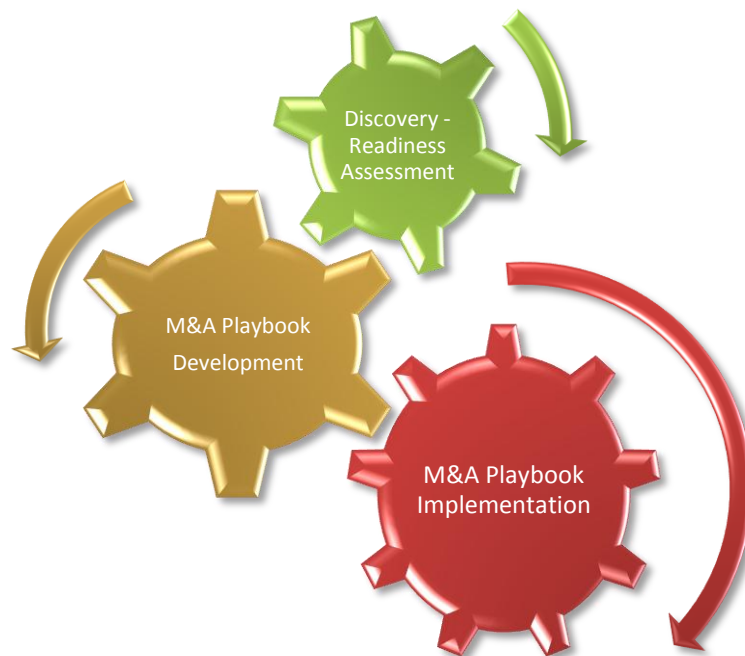 Discovery -
Readiness
Assessment
M&A Playbook
Development
M&A Playbook
Implementation